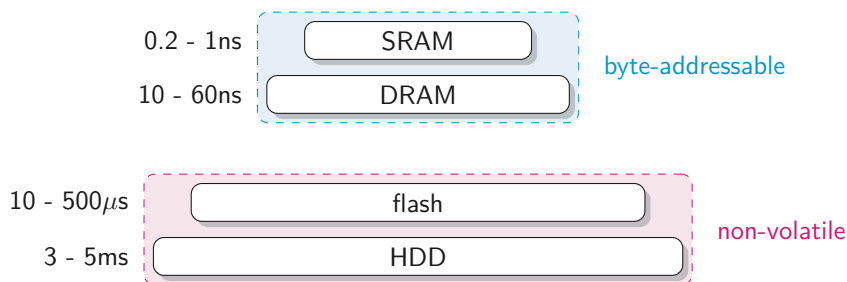 0.2 - 1ns SRAM
byte-addressable
10 - 60ns DRAM
10 - 500μs flash
non-volatile
3 - 5ms HDD